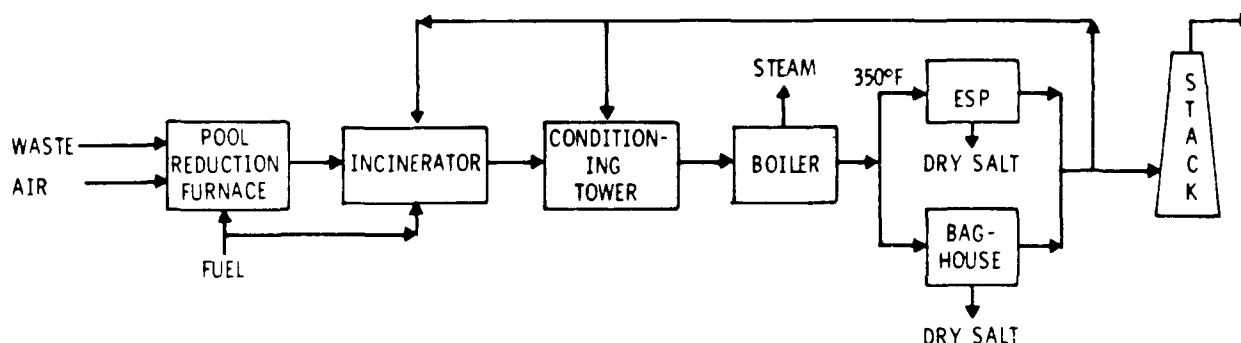 WASTE
AIR
POOL
REDUCTION
FURNACE
FUEL
INCINERATOR
CONDITION-
ING
TOWER
STEAM
BOILER
350°F
ESP
DRY SALT
BAG-
HOUSE
DRY SALT
STACK